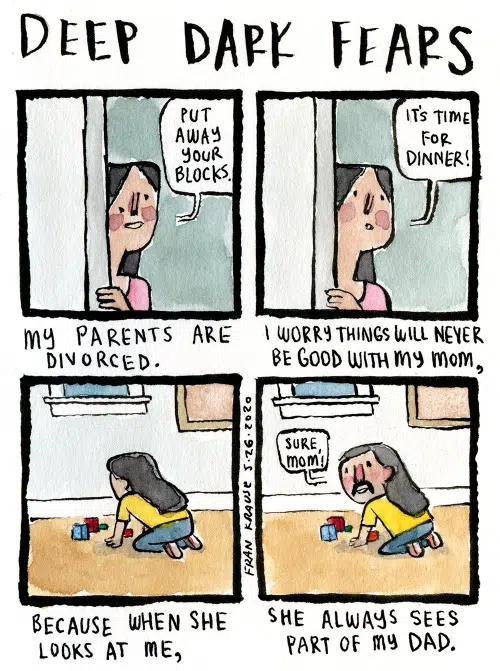 DEEP DARK FEARS
PUT
AWAY
YOUR
BLOCKS.
IT'S TIME
FOR
DINNER!
MY PARENTS ARE
DIVORCED.
I WORRY THINGS WILL NEVER
BE GOOD WITH MY MOM,
SURE,
MOM!
FRAN KRAUSE 5·26·2020
BECAUSE WHEN SHE
LOOKS AT ME,
SHE ALWAYS SEES
PART OF MY DAD.